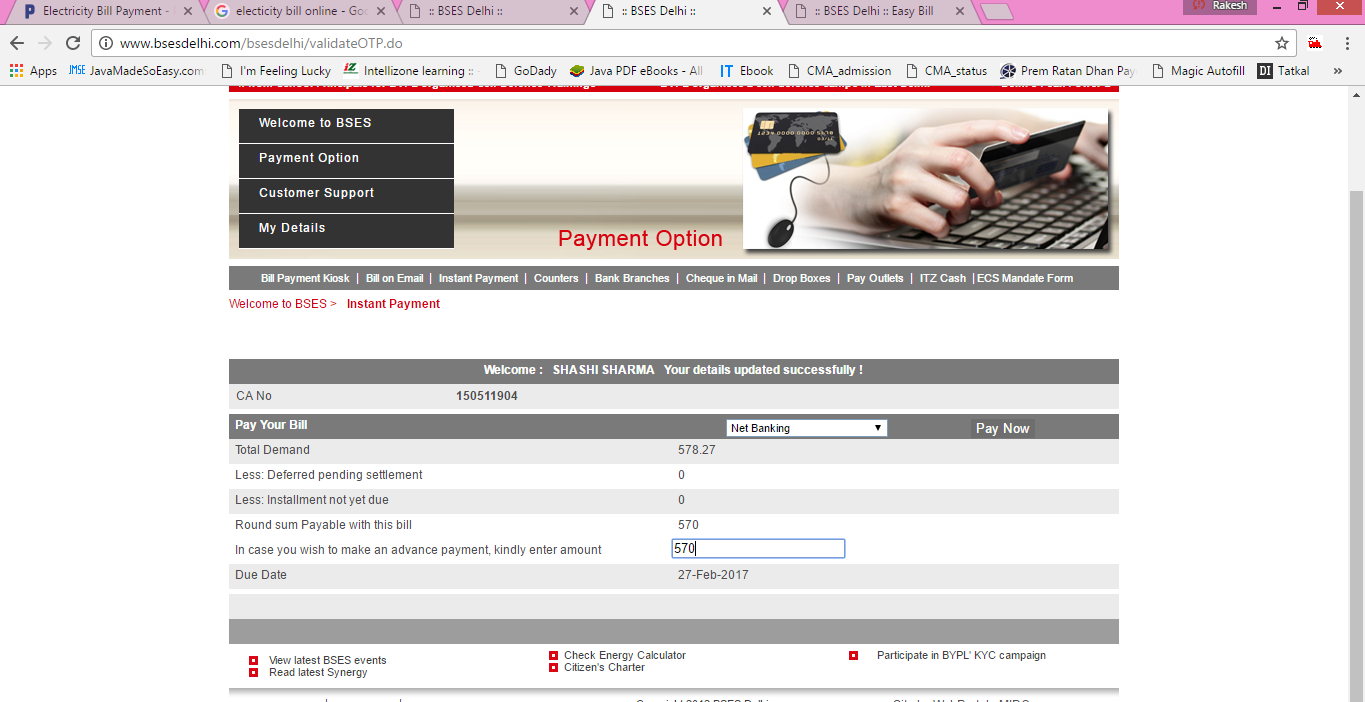 Electricity Bill Payment -
electicity bill online - Goo
:: BSES Delhi ::
:: BSES Delhi ::
:: BSES Delhi :: Easy Bill
Rakesh
www.bsesdelhi.com/bsesdelhi/validateOTP.do
Apps
JMSE JavaMadeSoEasy.com
I'm Feeling Lucky
iZ Intellizone learning ::
GoDady
Java PDF eBooks - All
IT Ebook
CMA_admission
CMA_status
Prem Ratan Dhan Pay
Magic Autofill
DI Tatkal
»
Welcome to BSES
Payment Option
Customer Support
My Details
Payment Option
Bill Payment Kiosk | Bill on Email | Instant Payment | Counters | Bank Branches | Cheque in Mail | Drop Boxes | Pay Outlets | ITZ Cash | ECS Mandate Form
Welcome to BSES > Instant Payment
Welcome : SHASHI SHARMA Your details updated successfully !
CA No 150511904
Pay Your Bill Net Banking Pay Now
Total Demand 578.27
Less: Deferred pending settlement 0
Less: Installment not yet due 0
Round sum Payable with this bill 570
In case you wish to make an advance payment, kindly enter amount 570
Due Date 27-Feb-2017
View latest BSES events
Read latest Synergy
Check Energy Calculator
Citizen's Charter
Participate in BYPL' KYC campaign